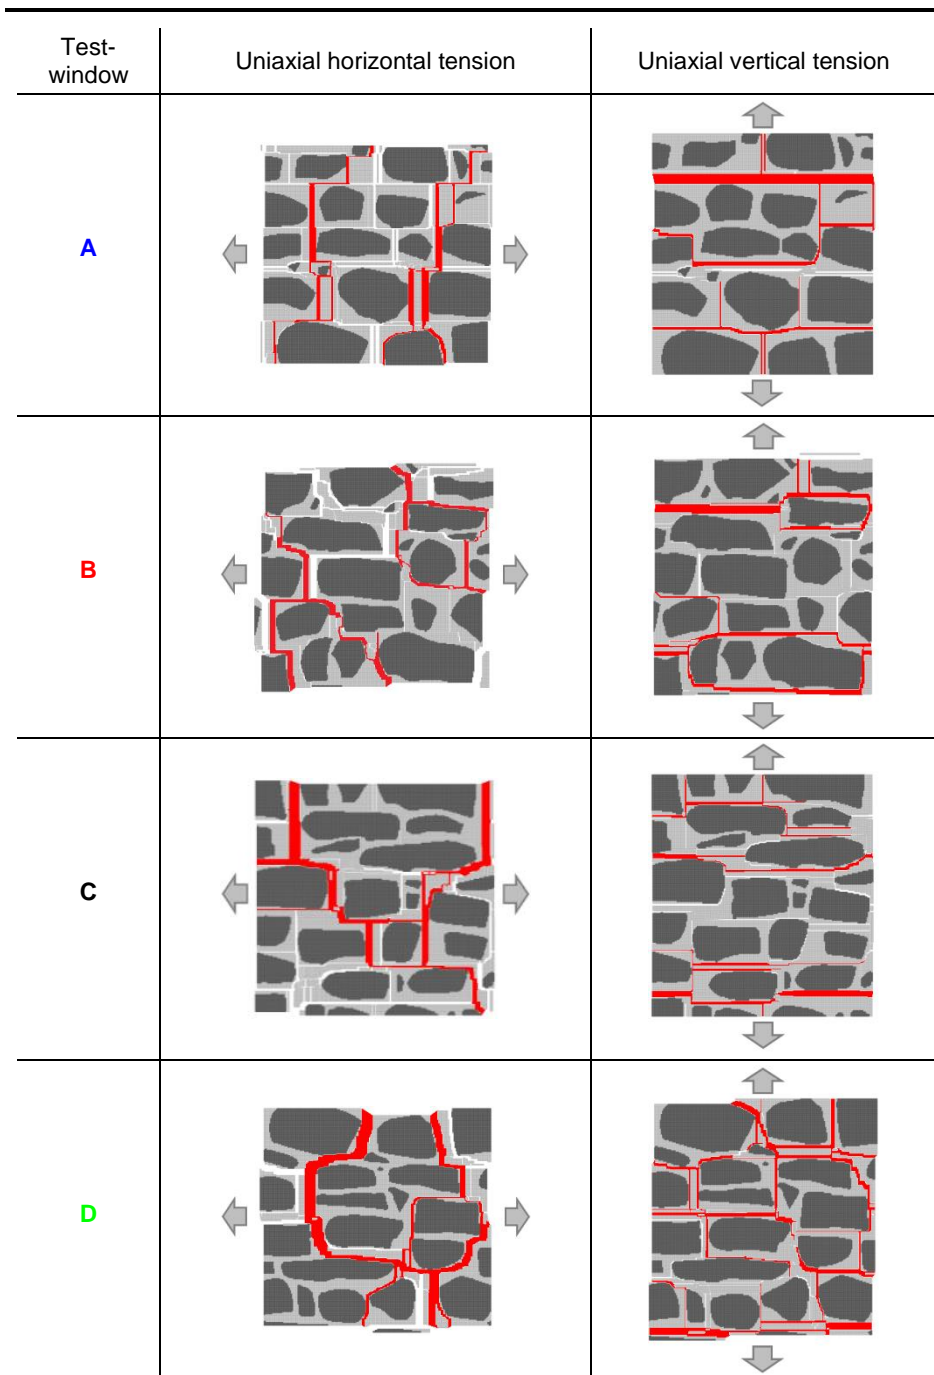 Test-
window
Uniaxial horizontal tension
Uniaxial vertical tension
A
B
C
D